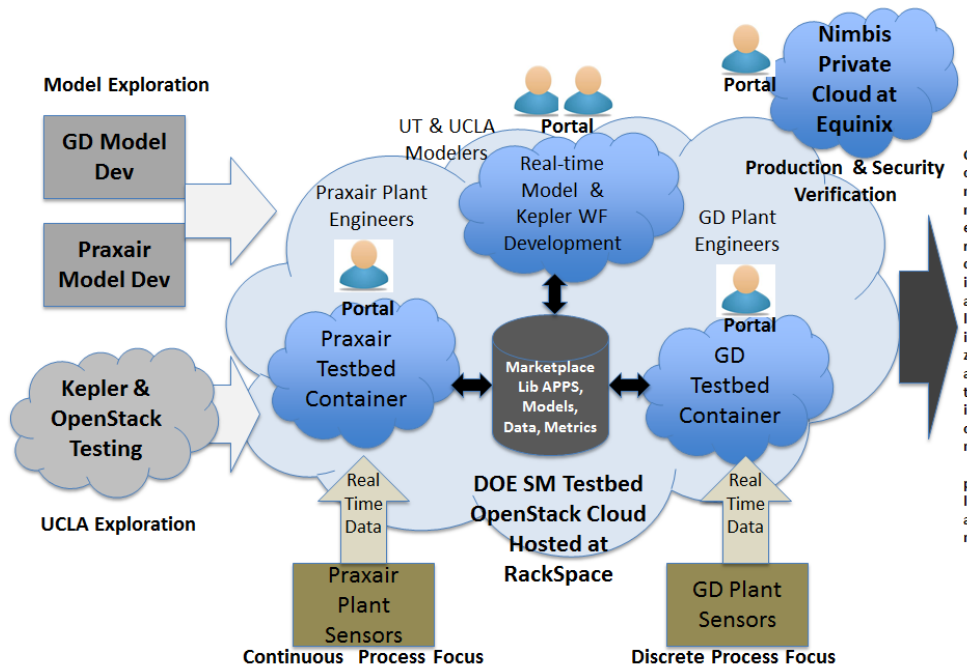 Model Exploration
GD Model
Dev
Praxair
Model Dev
Kepler &
OpenStack
Testing
UCLA Exploration
UT & UCLA
Modelers
Portal
Real-time
Model &
Kepler WF
Development
Praxair Plant
Engineers
Portal
Praxair
Testbed
Container
Marketplace
Lib APPS,
Models,
Data, Metrics
GD Plant
Engineers
Portal
GD
Testbed
Container
Portal
Nimbis
Private
Cloud at
Equinix
Production & Security
Verification
DOE SM Testbed
OpenStack Cloud
Hosted at
RackSpace
Real
Time
Data
Praxair
Plant
Sensors
Continuous Process Focus
Real
Time
Data
GD Plant
Sensors
Discrete Process Focus
Commercialization
plan